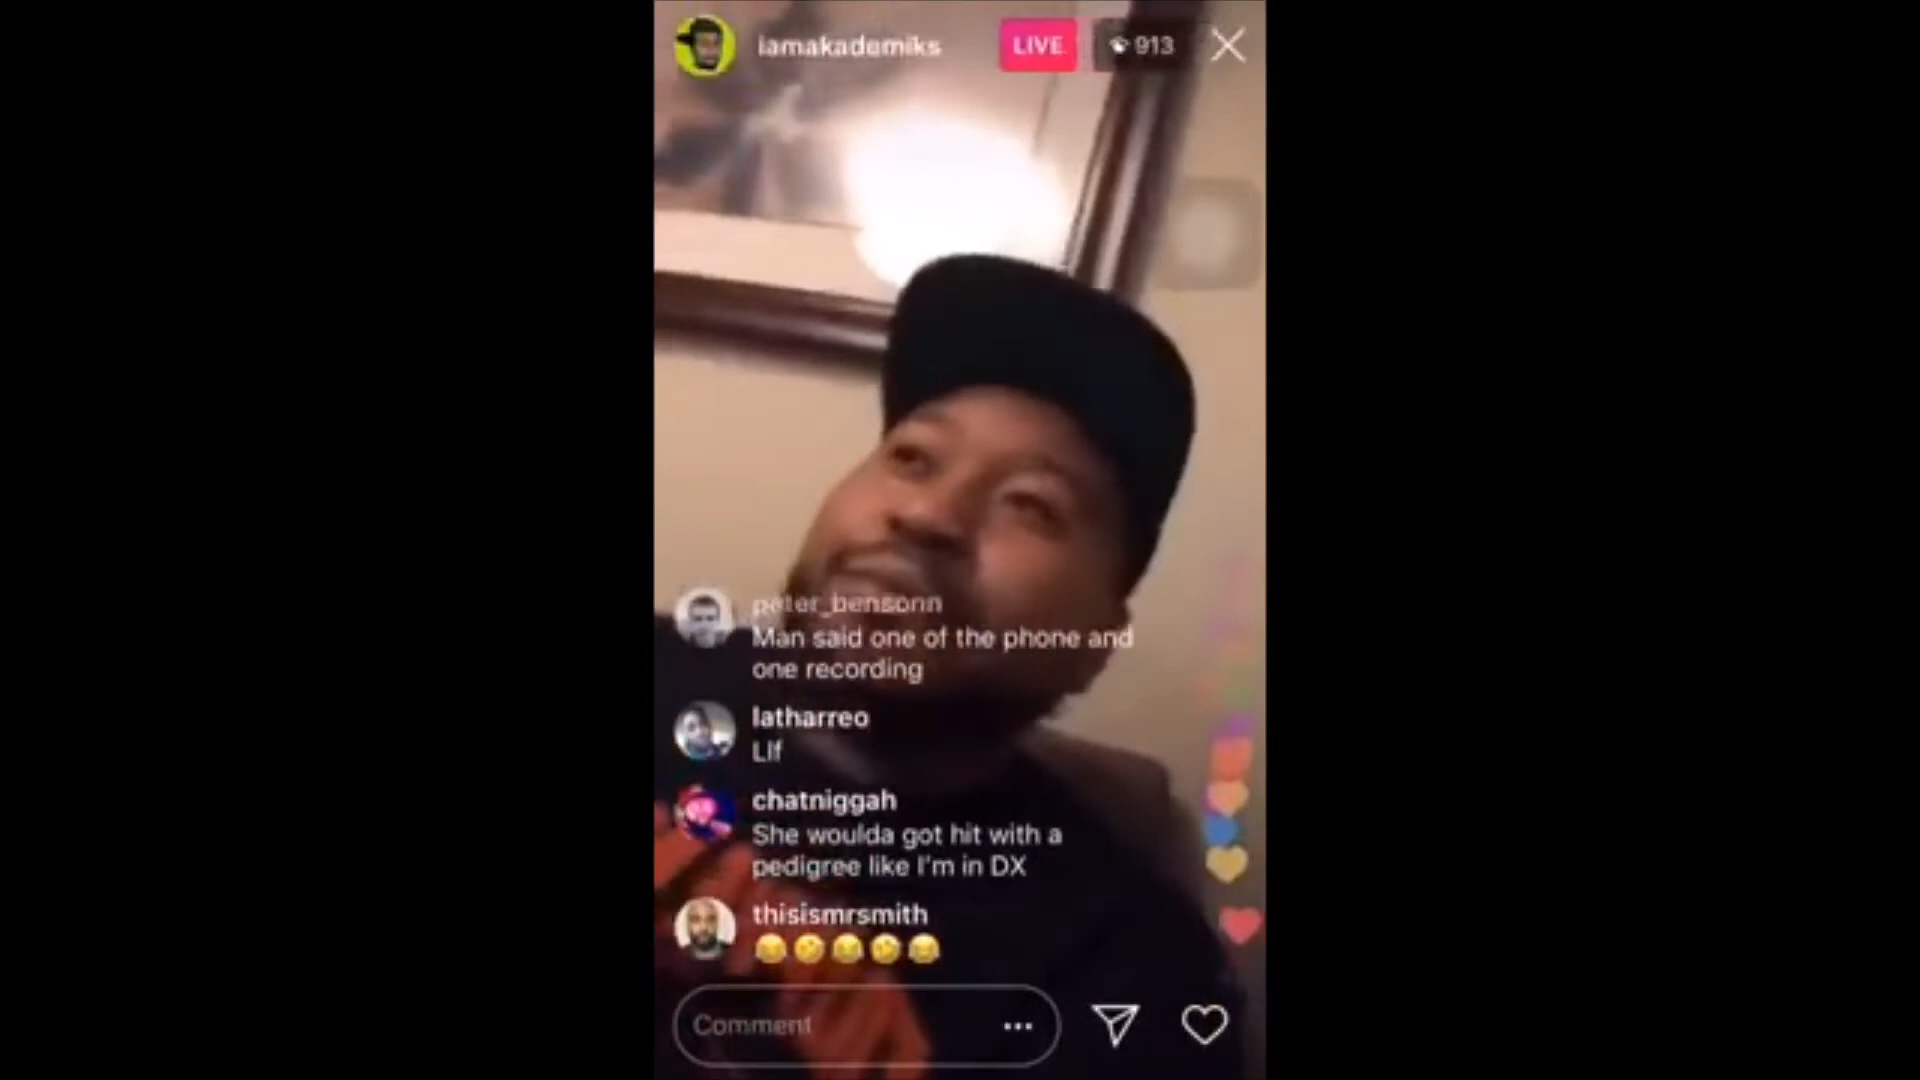 iamakademiks LIVE 913
peter_bensonn
Man said one of the phone and
one recording
latharreo
Llf
chatniggah
She woulda got hit with a
pedigree like I'm in DX
thisismrsmith
😂🤣😂🤣😂
Comment